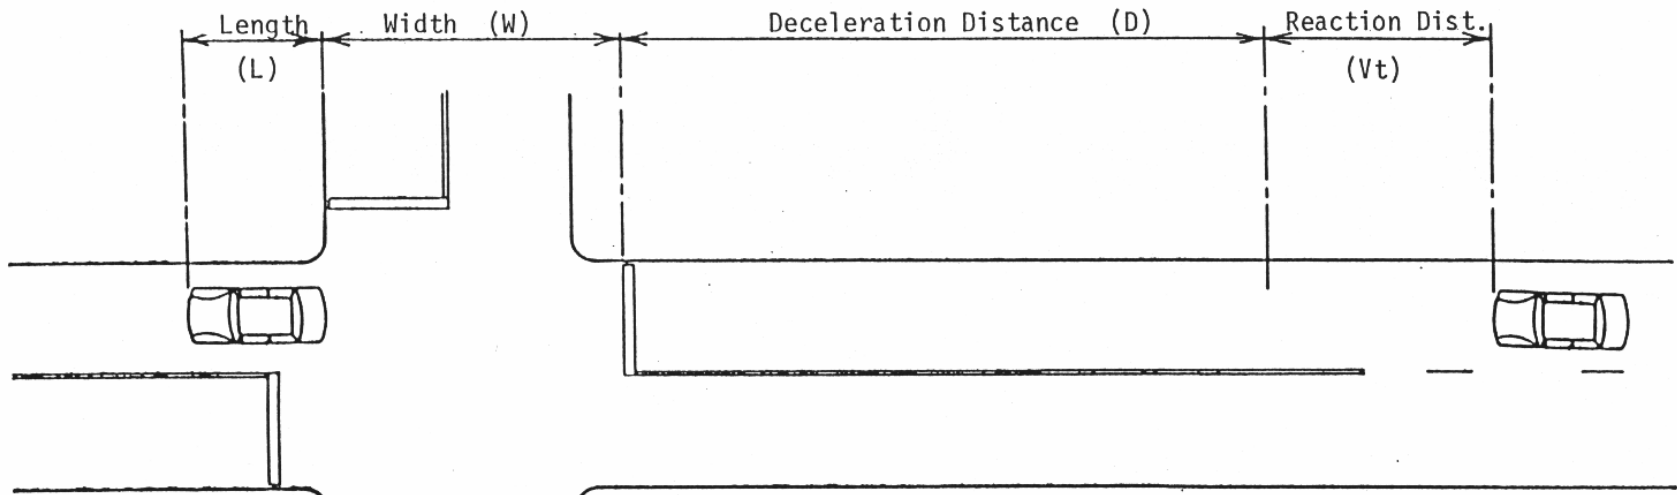 Length Width (W) Deceleration Distance (D) Reaction Dist.
(L) (Vt)